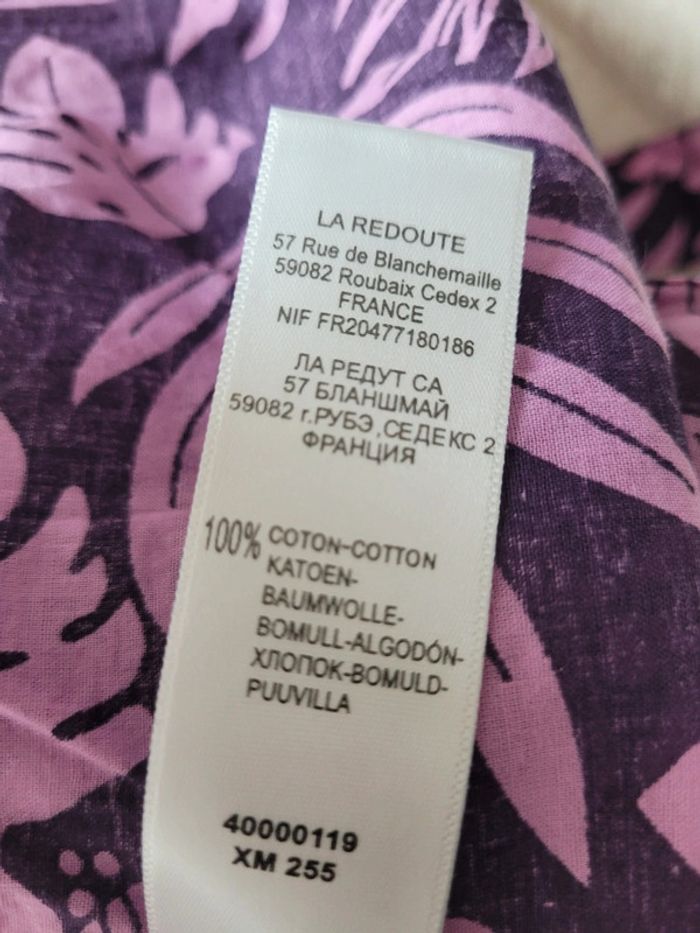 LA REDOUTE
57 Rue de Blanchemaille
59082 Roubaix Cedex 2
FRANCE
NIF FR20477180186
ЛА РЕДУТ СА
57 БЛАНШМАЙ
59082 г.РУБЭ ,СЕДЕКС 2
ФРАНЦИЯ
100% COTON-COTTON
KATOEN-
BAUMWOLLE-
BOMULL-ALGODÓN-
ХЛОПОК-BOMULD-
PUUVILLA
40000119
XM 255